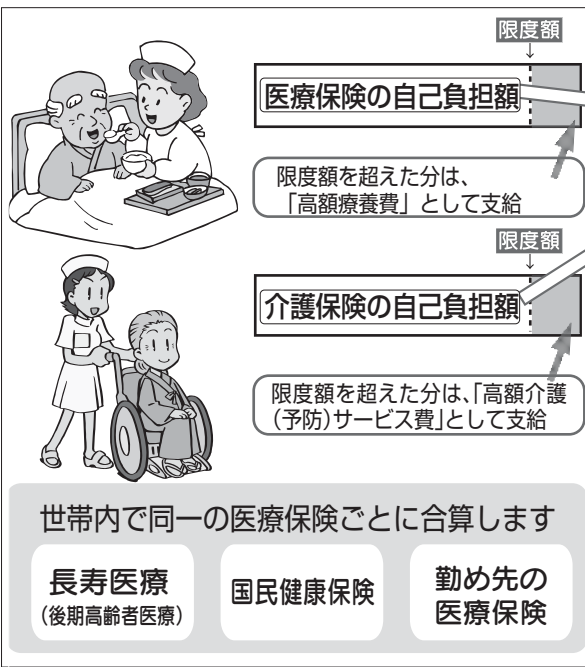 限度額
↓
医療保険の自己負担額
限度額を超えた分は、
「高額療養費」として支給
限度額
↓
介護保険の自己負担額
限度額を超えた分は、「高額介護
(予防)サービス費」として支給
世帯内で同一の医療保険ごとに合算します
長寿医療
(後期高齢者医療)
国民健康保険
勤め先の
医療保険